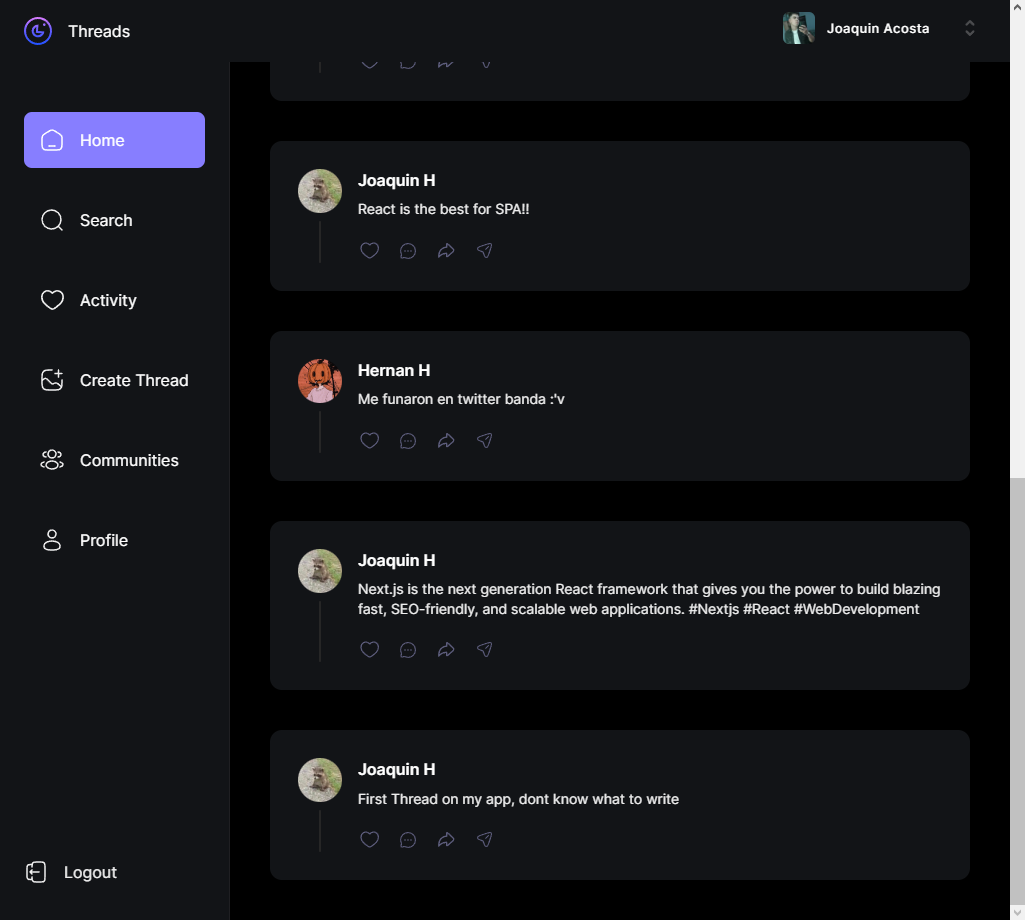 Threads
Joaquin Acosta
Home
Search
Activity
Create Thread
Communities
Profile
Logout
Joaquin H
React is the best for SPA!!
Hernan H
Me funaron en twitter banda :'v
Joaquin H
Next.js is the next generation React framework that gives you the power to build blazing
fast, SEO-friendly, and scalable web applications. #Nextjs #React #WebDevelopment
Joaquin H
First Thread on my app, dont know what to write